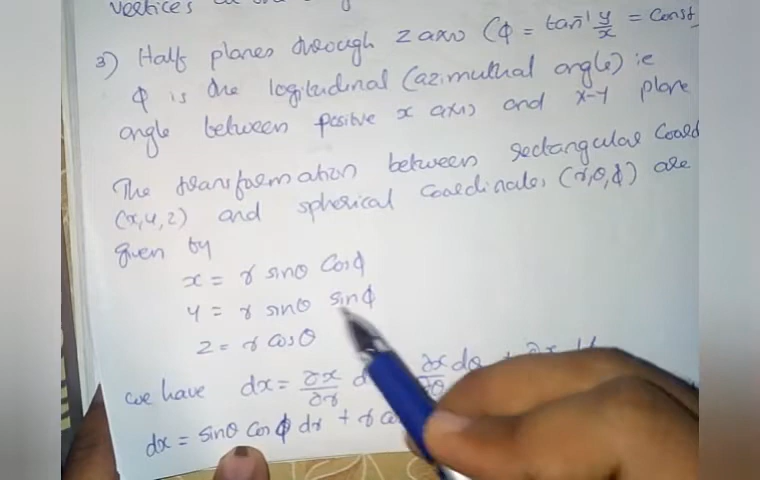 vertices
3) Half planes through z axis (φ = tan⁻¹ y/x = Const
φ is the logitudinal (azimuthal angle) ie
angle between positive x axis and x-y plane
The transformation between rectangular Coord
(x,y,z) and spherical coordinates (r,θ,φ) are
given by
x = r sinθ Cosφ
y = r sinθ sinφ
z = r cosθ
we have dx = ∂x/∂r d ∂x/∂θ dθ + ∂x
dx = sinθ cosφ dr + r